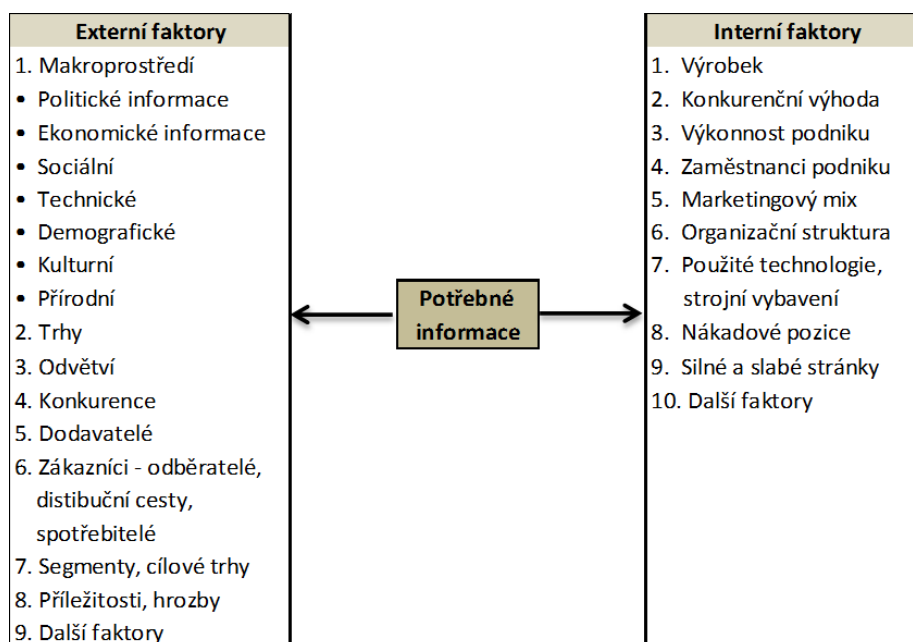 Externí faktory
1. Makroprostředí
• Politické informace
• Ekonomické informace
• Sociální
• Technické
• Demografické
• Kulturní
• Přírodní
2. Trhy
3. Odvětví
4. Konkurence
5. Dodavatelé
6. Zákazníci - odběratelé,
distibuční cesty,
spotřebitelé
7. Segmenty, cílové trhy
8. Příležitosti, hrozby
9. Další faktory
Potřebné
informace
Interní faktory
1. Výrobek
2. Konkurenční výhoda
3. Výkonnost podniku
4. Zaměstnanci podniku
5. Marketingový mix
6. Organizační struktura
7. Použité technologie,
strojní vybavení
8. Nákadové pozice
9. Silné a slabé stránky
10. Další faktory